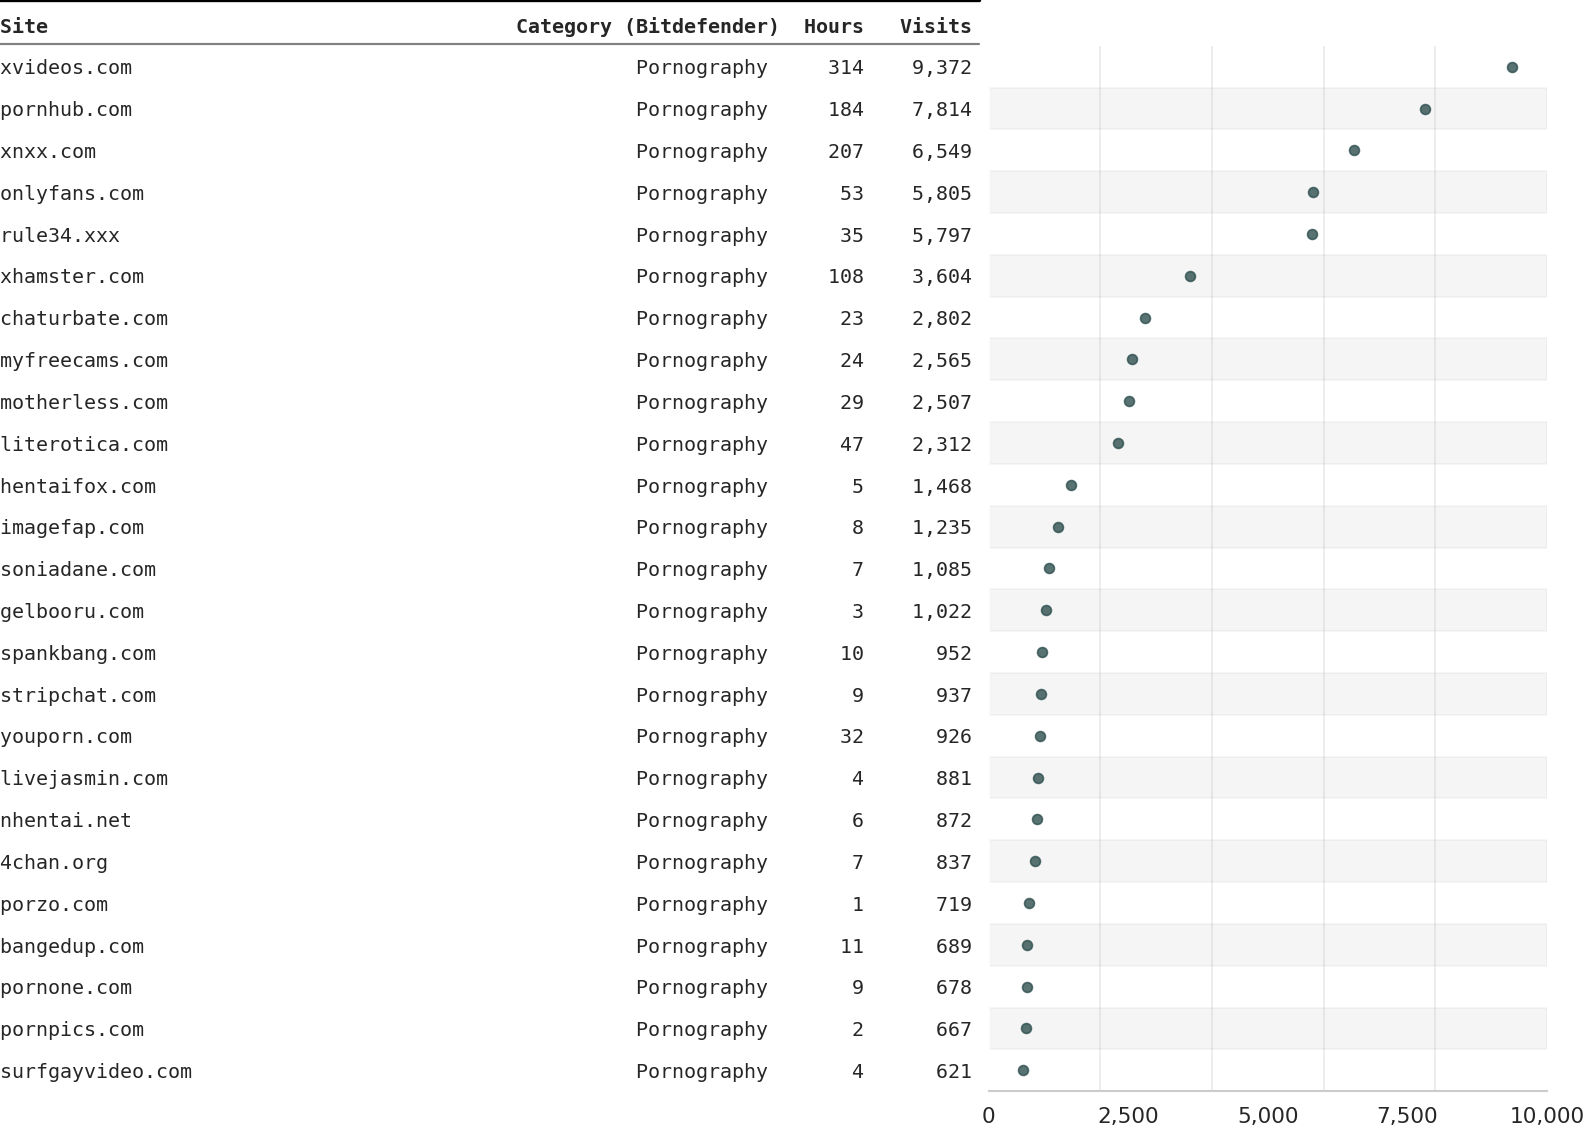 Site Category (Bitdefender) Hours Visits
xvideos.com Pornography 314 9,372
pornhub.com Pornography 184 7,814
xnxx.com Pornography 207 6,549
onlyfans.com Pornography 53 5,805
rule34.xxx Pornography 35 5,797
xhamster.com Pornography 108 3,604
chaturbate.com Pornography 23 2,802
myfreecams.com Pornography 24 2,565
motherless.com Pornography 29 2,507
literotica.com Pornography 47 2,312
hentaifox.com Pornography 5 1,468
imagefap.com Pornography 8 1,235
soniadane.com Pornography 7 1,085
gelbooru.com Pornography 3 1,022
spankbang.com Pornography 10 952
stripchat.com Pornography 9 937
youporn.com Pornography 32 926
livejasmin.com Pornography 4 881
nhentai.net Pornography 6 872
4chan.org Pornography 7 837
porzo.com Pornography 1 719
bangedup.com Pornography 11 689
pornone.com Pornography 9 678
pornpics.com Pornography 2 667
surfgayvideo.com Pornography 4 621
0 2,500 5,000 7,500 10,000